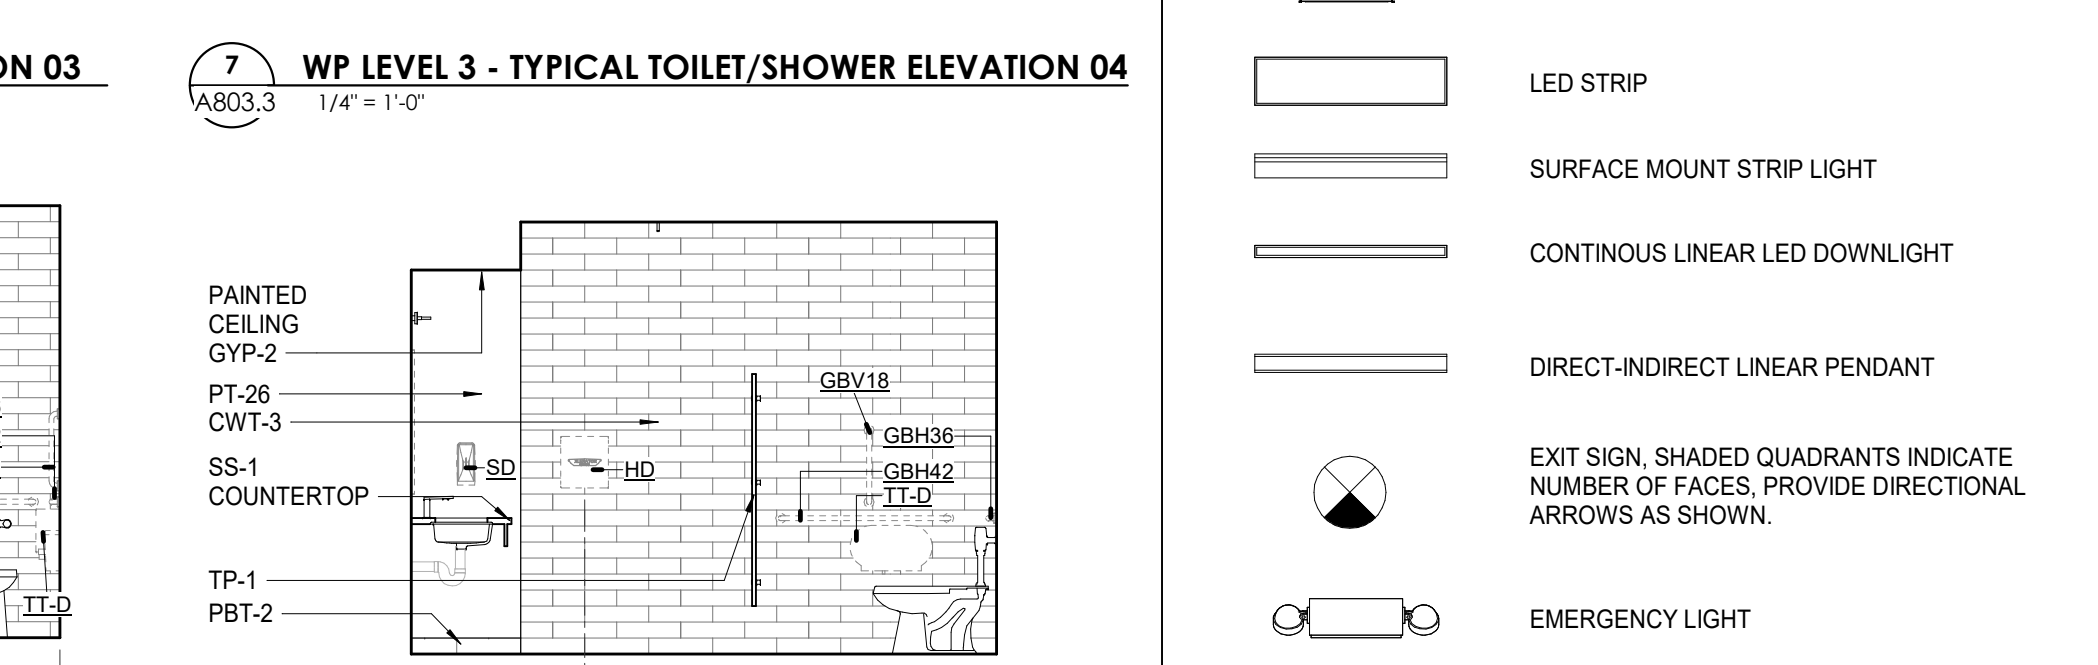 ON 03
7
WP LEVEL 3 - TYPICAL TOILET/SHOWER ELEVATION 04
A803.3
1/4" = 1'-0"
PAINTED
CEILING
GYP-2
PT-26
CWT-3
SS-1
COUNTERTOP
TP-1
PBT-2
SD
HD
GBV18
GBH36
GBH42
TT-D
TT-D
LED STRIP
SURFACE MOUNT STRIP LIGHT
CONTINOUS LINEAR LED DOWNLIGHT
DIRECT-INDIRECT LINEAR PENDANT
EXIT SIGN, SHADED QUADRANTS INDICATE
NUMBER OF FACES, PROVIDE DIRECTIONAL
ARROWS AS SHOWN.
EMERGENCY LIGHT